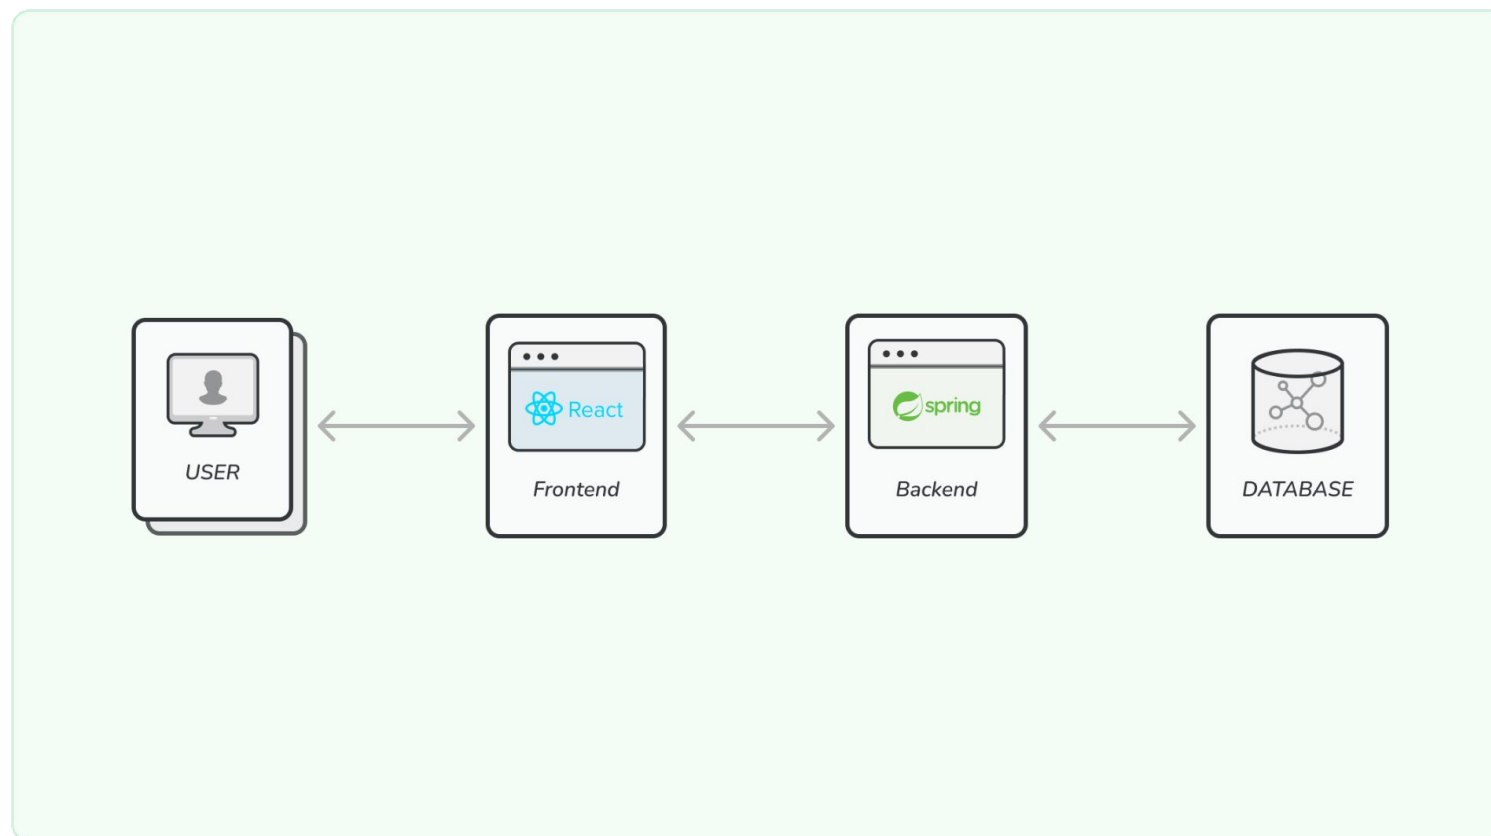 React
spring
USER
Frontend
Backend
DATABASE